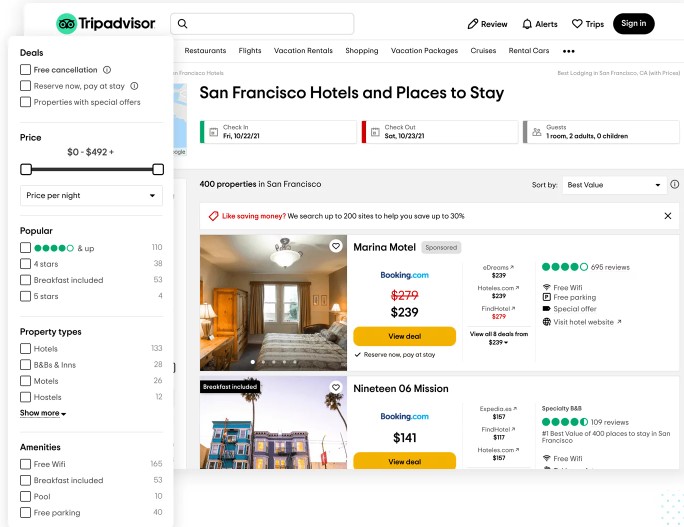 Tripadvisor
Review
Alerts
Trips
Sign in
Restaurants Flights Vacation Rentals Shopping Vacation Packages Cruises Rental Cars •••
Francisco Hotels
Best Lodging in San Francisco, CA (with Prices)
San Francisco Hotels and Places to Stay
Check In
Fri, 10/22/21
Check Out
Sat, 10/23/21
Guests
1 room, 2 adults, 0 children
Deals
Free cancellation
Reserve now, pay at stay
Properties with special offers
Price
$0 - $492 +
Price per night
Popular
& up 110
4 stars 38
Breakfast included 53
5 stars 4
Property types
Hotels 133
B&Bs & Inns 28
Motels 26
Hostels 12
Show more
Amenities
Free Wifi 165
Breakfast included 53
Pool 10
Free parking 40
400 properties in San Francisco
Sort by: Best Value
Like saving money? We search up to 200 sites to help you save up to 30%
Marina Motel Sponsored
Booking.com
$279
$239
View deal
Reserve now, pay at stay
eDreams
$239
Hoteles.com
$239
FindHotel
$279
View all 8 deals from
$239
695 reviews
Free Wifi
Free parking
Special offer
Visit hotel website
Breakfast included
Nineteen 06 Mission
Booking.com
$141
View deal
Expedia.es
$157
FindHotel
$117
Hoteles.com
$157
Specialty B&B
109 reviews
#1 Best Value of 400 places to stay in San
Francisco
Free Wifi